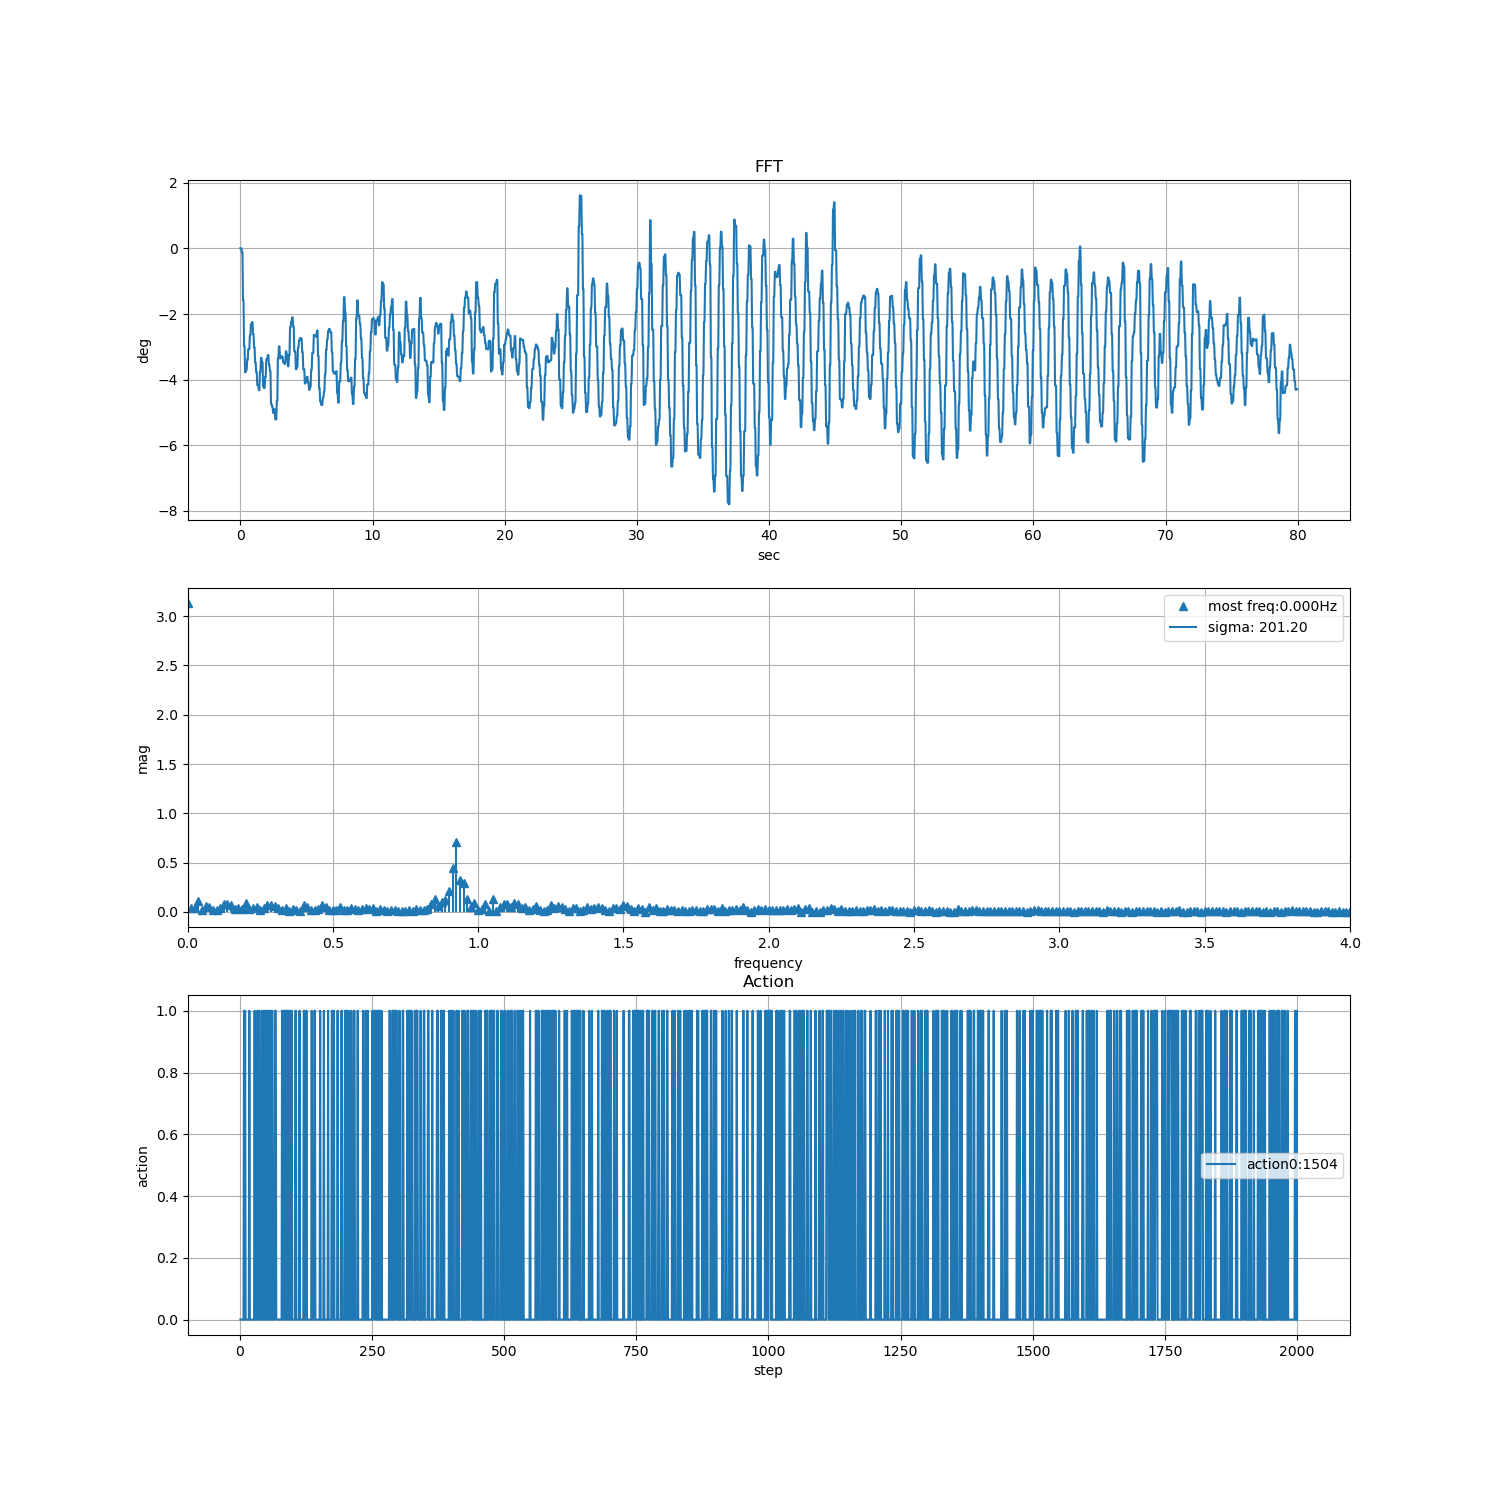 FFT
2
0
−2
−4
−6
−8
deg
0 10 20 30 40 50 60 70 80
sec
most freq:0.000Hz
sigma: 201.20
3.0
2.5
2.0
1.5
1.0
0.5
0.0
mag
0.0 0.5 1.0 1.5 2.0 2.5 3.0 3.5 4.0
frequency
Action
1.0
0.8
0.6
0.4
0.2
0.0
action
action0:1504
0 250 500 750 1000 1250 1500 1750 2000
step